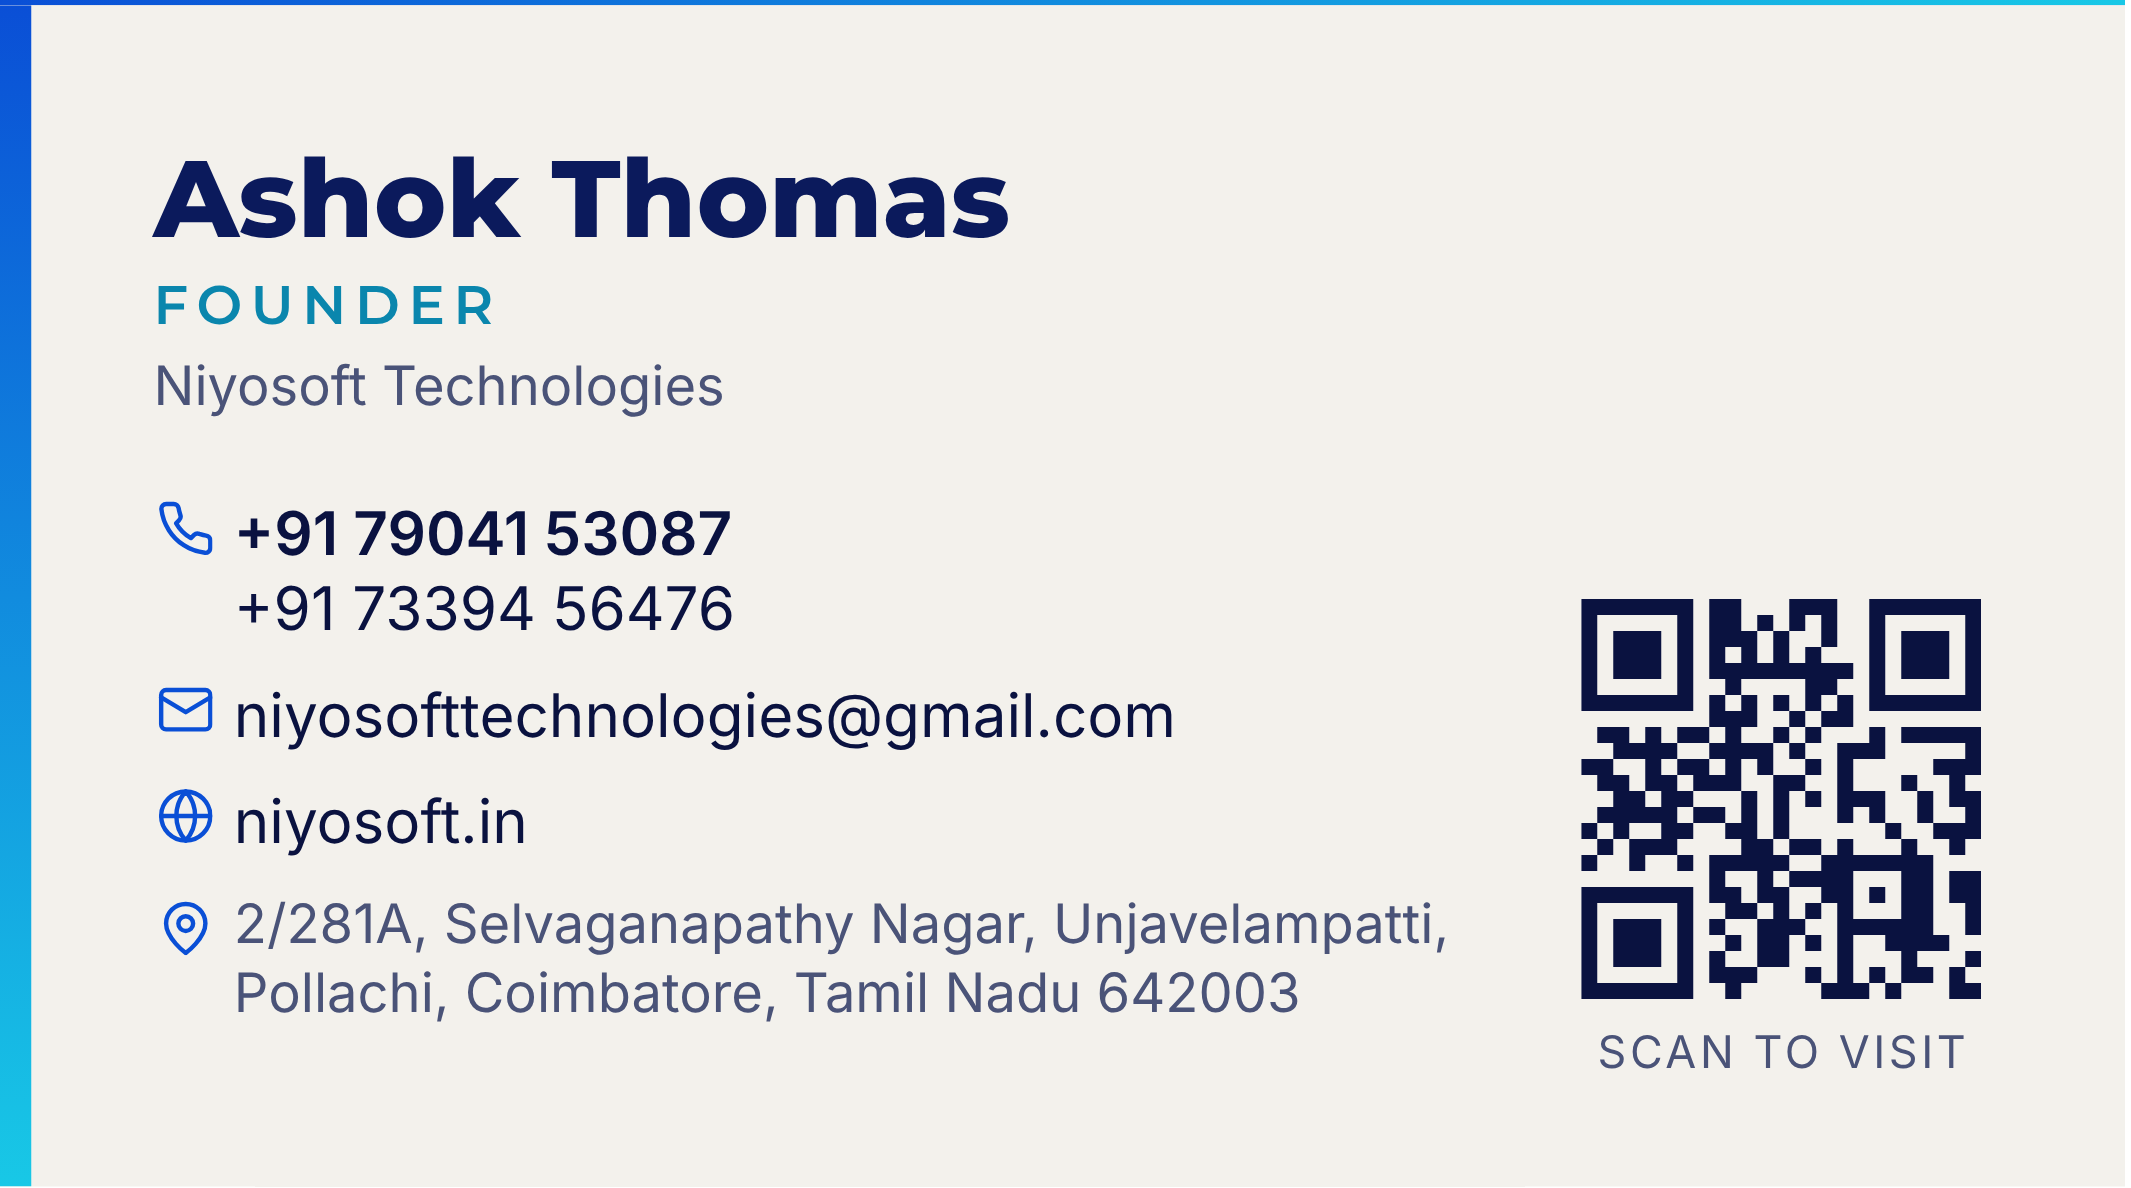 Ashok Thomas
FOUNDER
Niyosoft Technologies
+91 79041 53087
+91 73394 56476
niyosofttechnologies@gmail.com
niyosoft.in
2/281A, Selvaganapathy Nagar, Unjavelampatti,
Pollachi, Coimbatore, Tamil Nadu 642003
SCAN TO VISIT